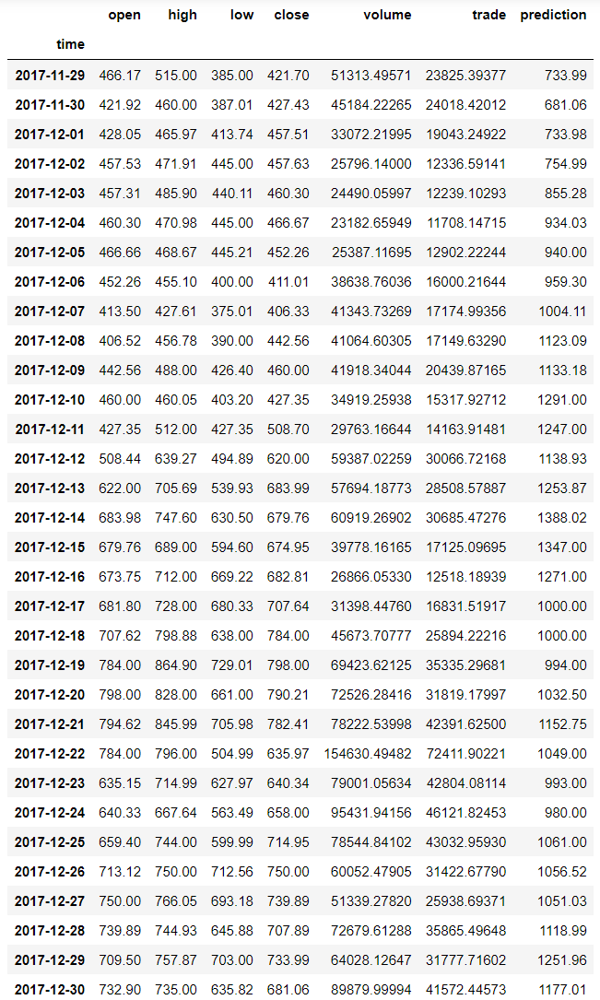 open high low close volume trade prediction
time
2017-11-29 466.17 515.00 385.00 421.70 51313.49571 23825.39377 733.99
2017-11-30 421.92 460.00 387.01 427.43 45184.22265 24018.42012 681.06
2017-12-01 428.05 465.97 413.74 457.51 33072.21995 19043.24922 733.98
2017-12-02 457.53 471.91 445.00 457.63 25796.14000 12336.59141 754.99
2017-12-03 457.31 485.90 440.11 460.30 24490.05997 12239.10293 855.28
2017-12-04 460.30 470.98 445.00 466.67 23182.65949 11708.14715 934.03
2017-12-05 466.66 468.67 445.21 452.26 25387.11695 12902.22244 940.00
2017-12-06 452.26 455.10 400.00 411.01 38638.76036 16000.21644 959.30
2017-12-07 413.50 427.61 375.01 406.33 41343.73269 17174.99356 1004.11
2017-12-08 406.52 456.78 390.00 442.56 41064.60305 17149.63290 1123.09
2017-12-09 442.56 488.00 426.40 460.00 41918.34044 20439.87165 1133.18
2017-12-10 460.00 460.05 403.20 427.35 34919.25938 15317.92712 1291.00
2017-12-11 427.35 512.00 427.35 508.70 29763.16644 14163.91481 1247.00
2017-12-12 508.44 639.27 494.89 620.00 59387.02259 30066.72168 1138.93
2017-12-13 622.00 705.69 539.93 683.99 57694.18773 28508.57887 1253.87
2017-12-14 683.98 747.60 630.50 679.76 60919.26902 30685.47276 1388.02
2017-12-15 679.76 689.00 594.60 674.95 39778.16165 17125.09695 1347.00
2017-12-16 673.75 712.00 669.22 682.81 26866.05330 12518.18939 1271.00
2017-12-17 681.80 728.00 680.33 707.64 31398.44760 16831.51917 1000.00
2017-12-18 707.62 798.88 638.00 784.00 45673.70777 25894.22216 1000.00
2017-12-19 784.00 864.90 729.01 798.00 69423.62125 35335.29681 994.00
2017-12-20 798.00 828.00 661.00 790.21 72526.28416 31819.17997 1032.50
2017-12-21 794.62 845.99 705.98 782.41 78222.53998 42391.62500 1152.75
2017-12-22 784.00 796.00 504.99 635.97 154630.49482 72411.90221 1049.00
2017-12-23 635.15 714.99 627.97 640.34 79001.05634 42804.08114 993.00
2017-12-24 640.33 667.64 563.49 658.00 95431.94156 46121.82453 980.00
2017-12-25 659.40 744.00 599.99 714.95 78544.84102 43032.95930 1061.00
2017-12-26 713.12 750.00 712.56 750.00 60052.47905 31422.67790 1056.52
2017-12-27 750.00 766.05 693.18 739.89 51339.27820 25938.69371 1051.03
2017-12-28 739.89 744.93 645.88 707.89 72679.61288 35865.49648 1118.99
2017-12-29 709.50 757.87 703.00 733.99 64028.12647 31777.71602 1251.96
2017-12-30 732.90 735.00 635.82 681.06 89879.99994 41572.44573 1177.01